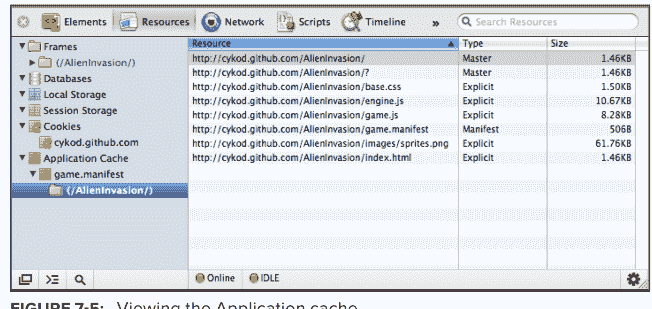 Elements Resources Network Scripts Timeline » Search Resources
Frames
(/AlienInvasion/)
Databases
Local Storage
Session Storage
Cookies
cykod.github.com
Application Cache
game.manifest
(/AlienInvasion/)
Resource Type Size
http://cykod.github.com/AlienInvasion/ Master 1.46KB
http://cykod.github.com/AlienInvasion/? Master 1.46KB
http://cykod.github.com/AlienInvasion/base.css Explicit 1.50KB
http://cykod.github.com/AlienInvasion/engine.js Explicit 10.67KB
http://cykod.github.com/AlienInvasion/game.js Explicit 8.28KB
http://cykod.github.com/AlienInvasion/game.manifest Manifest 506B
http://cykod.github.com/AlienInvasion/images/sprites.png Explicit 61.76KB
http://cykod.github.com/AlienInvasion/index.html Explicit 1.46KB
Online IDLE
FIGURE 7-5: Viewing the Application cache